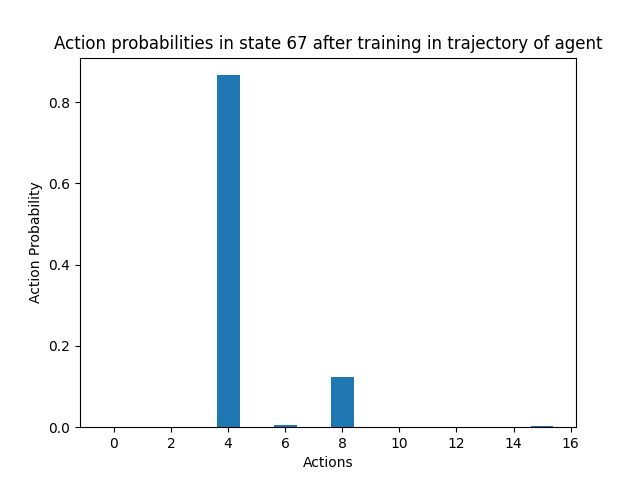 Action probabilities in state 67 after training in trajectory of agent
Action Probability
0.8
0.6
0.4
0.2
0.0
0 2 4 6 8 10 12 14 16
Actions